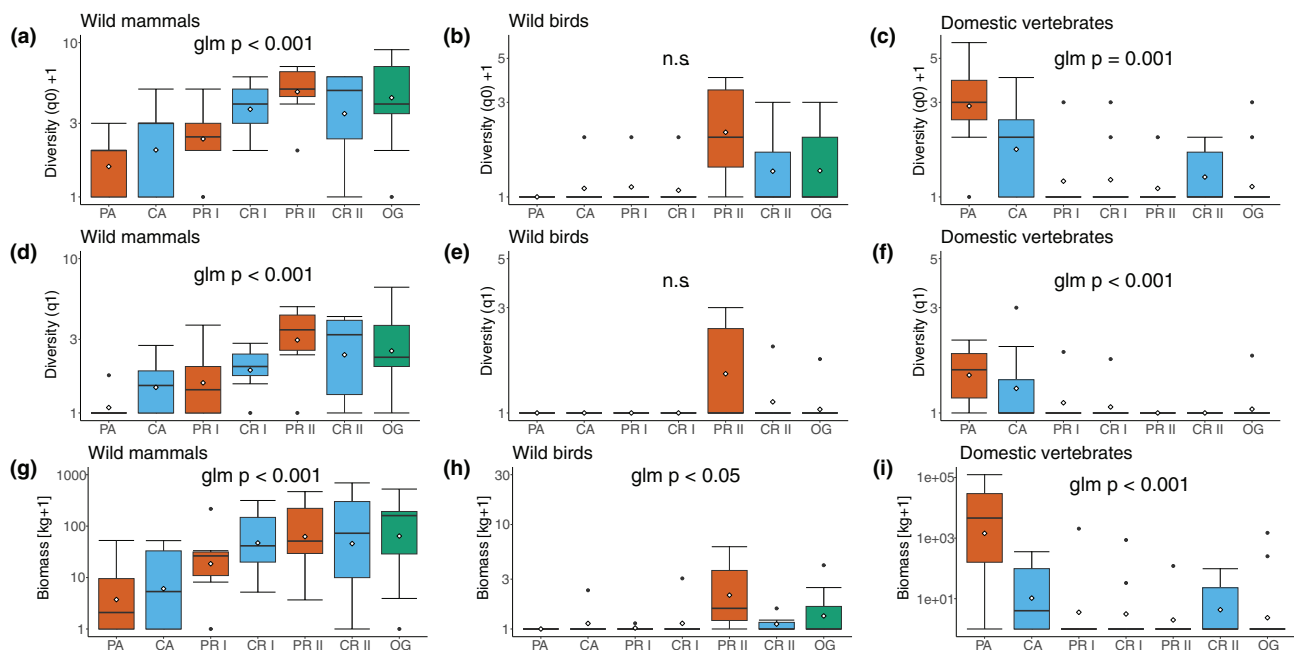 (a)
Wild mammals
glm p < 0.001
Diversity (q0) +1
10
3
1
PA CA PR I CR I PR II CR II OG
(b)
Wild birds
n.s.
Diversity (q0) +1
5
3
1
PA CA PR I CR I PR II CR II OG
(c)
Domestic vertebrates
glm p = 0.001
Diversity (q0) +1
5
3
1
PA CA PR I CR I PR II CR II OG
(d)
Wild mammals
glm p < 0.001
Diversity (q1)
10
3
1
PA CA PR I CR I PR II CR II OG
(e)
Wild birds
n.s.
Diversity (q1)
5
3
1
PA CA PR I CR I PR II CR II OG
(f)
Domestic vertebrates
glm p < 0.001
Diversity (q1)
5
3
1
PA CA PR I CR I PR II CR II OG
(g)
Wild mammals
glm p < 0.001
Biomass [kg+1]
1000
100
10
1
PA CA PR I CR I PR II CR II OG
(h)
Wild birds
glm p < 0.05
Biomass [kg+1]
30
10
3
1
PA CA PR I CR I PR II CR II OG
(i)
Domestic vertebrates
glm p < 0.001
Biomass [kg+1]
1e+05
1e+03
1e+01
PA CA PR I CR I PR II CR II OG